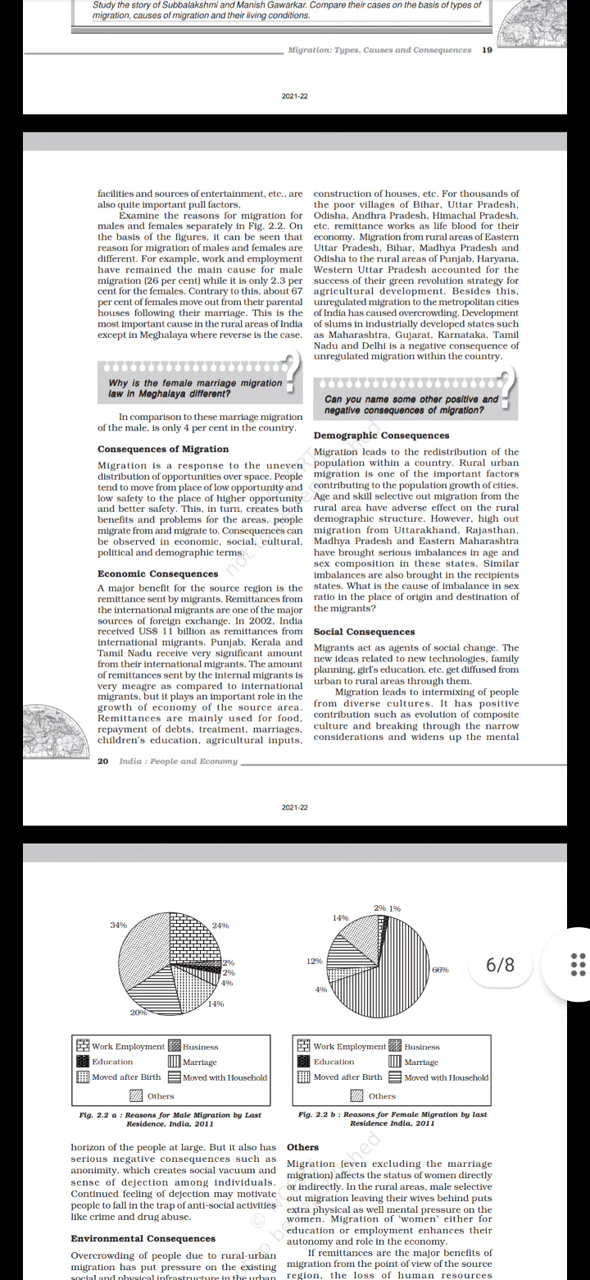 Study the story of Subbalakshmi and Manish Gawarkar. Compare their cases on the basis of types of
migration, causes of migration and their living conditions.
Migration: Types, Causes and Consequences 19
2021-22
facilities and sources of entertainment, etc., are
also quite important pull factors.
Examine the reasons for migration for
males and females separately in Fig. 2.2. On
the basis of the figures, it can be seen that
reason for migration of males and females are
different. For example, work and employment
have remained the main cause for male
migration (26 per cent) while it is only 2.3 per
cent for the females. Contrary to this, about 67
per cent of females move out from their parental
houses following their marriage. This is the
most important cause in the rural areas of India
except in Meghalaya where reverse is the case.
Why is the female marriage migration
law in Meghalaya different?
?
In comparison to these marriage migration
of the male, is only 4 per cent in the country.
Consequences of Migration
Migration is a response to the uneven
distribution of opportunities over space. People
tend to move from place of low opportunity and
low safety to the place of higher opportunity
and better safety. This, in turn, creates both
benefits and problems for the areas, people
migrate from and migrate to. Consequences can
be observed in economic, social, cultural,
political and demographic terms.
Economic Consequences
A major benefit for the source region is the
remittance sent by migrants. Remittances from
the international migrants are one of the major
sources of foreign exchange. In 2002, India
received US$ 11 billion as remittances from
international migrants. Punjab, Kerala and
Tamil Nadu receive very significant amount
from their international migrants. The amount
of remittances sent by the internal migrants is
very meagre as compared to international
migrants, but it plays an important role in the
growth of economy of the source area.
Remittances are mainly used for food,
repayment of debts, treatment, marriages,
children's education, agricultural inputs,
construction of houses, etc. For thousands of
the poor villages of Bihar, Uttar Pradesh,
Odisha, Andhra Pradesh, Himachal Pradesh,
etc. remittance works as life blood for their
economy. Migration from rural areas of Eastern
Uttar Pradesh, Bihar, Madhya Pradesh and
Odisha to the rural areas of Punjab, Haryana,
Western Uttar Pradesh accounted for the
success of their green revolution strategy for
agricultural development. Besides this,
unregulated migration to the metropolitan cities
of India has caused overcrowding. Development
of slums in industrially developed states such
as Maharashtra, Gujarat, Karnataka, Tamil
Nadu and Delhi is a negative consequence of
unregulated migration within the country.
Can you name some other positive and
negative consequences of migration?
?
Demographic Consequences
Migration leads to the redistribution of the
population within a country. Rural urban
migration is one of the important factors
contributing to the population growth of cities.
Age and skill selective out migration from the
rural area have adverse effect on the rural
demographic structure. However, high out
migration from Uttarakhand, Rajasthan,
Madhya Pradesh and Eastern Maharashtra
have brought serious imbalances in age and
sex composition in these states. Similar
imbalances are also brought in the recipients
states. What is the cause of imbalance in sex
ratio in the place of origin and destination of
the migrants?
Social Consequences
Migrants act as agents of social change. The
new ideas related to new technologies, family
planning, girl's education, etc. get diffused from
urban to rural areas through them.
Migration leads to intermixing of people
from diverse cultures. It has positive
contribution such as evolution of composite
culture and breaking through the narrow
considerations and widens up the mental
20 India : People and Economy
2021-22
34%
24%
2%
2%
4%
14%
20%
Work Employment Business
Education Marriage
Moved after Birth Moved with Household
Others
Fig. 2.2 a : Reasons for Male Migration by Last
Residence, India, 2011
2% 1%
14%
12%
66%
4%
Work Employment Business
Education Marriage
Moved after Birth Moved with Household
Others
Fig. 2.2 b : Reasons for Female Migration by last
Residence India, 2011
6/8
horizon of the people at large. But it also has
serious negative consequences such as
anonimity, which creates social vacuum and
sense of dejection among individuals.
Continued feeling of dejection may motivate
people to fall in the trap of anti-social activities
like crime and drug abuse.
Environmental Consequences
Overcrowding of people due to rural-urban
migration has put pressure on the existing
social and physical infrastructure in the urban
Others
Migration (even excluding the marriage
migration) affects the status of women directly
or indirectly. In the rural areas, male selective
out migration leaving their wives behind puts
extra physical as well mental pressure on the
women. Migration of 'women' either for
education or employment enhances their
autonomy and role in the economy.
If remittances are the major benefits of
migration from the point of view of the source
region, the loss of human resources